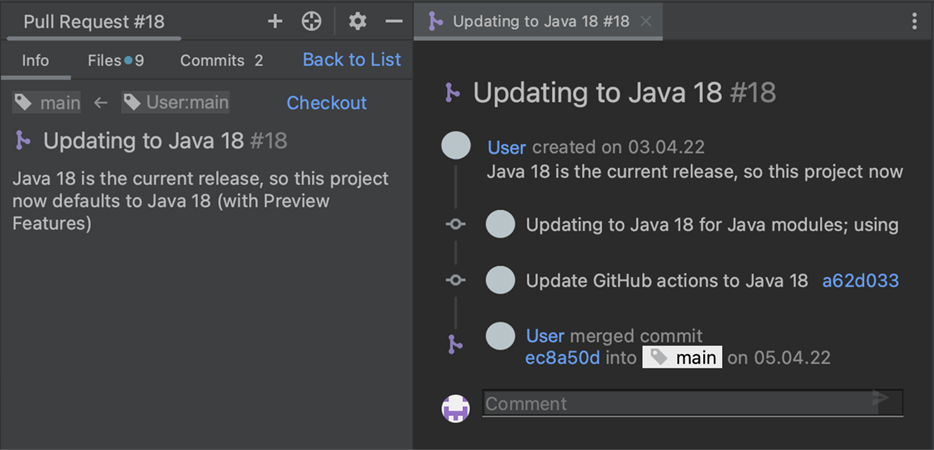 Pull Request #18
Info Files 9 Commits 2 Back to List
main ← User:main Checkout
Updating to Java 18 #18
Java 18 is the current release, so this project
now defaults to Java 18 (with Preview
Features)
Updating to Java 18 #18
Updating to Java 18 #18
User created on 03.04.22
Java 18 is the current release, so this project now
Updating to Java 18 for Java modules; using
Update GitHub actions to Java 18 a62d033
User merged commit
ec8a50d into main on 05.04.22
Comment